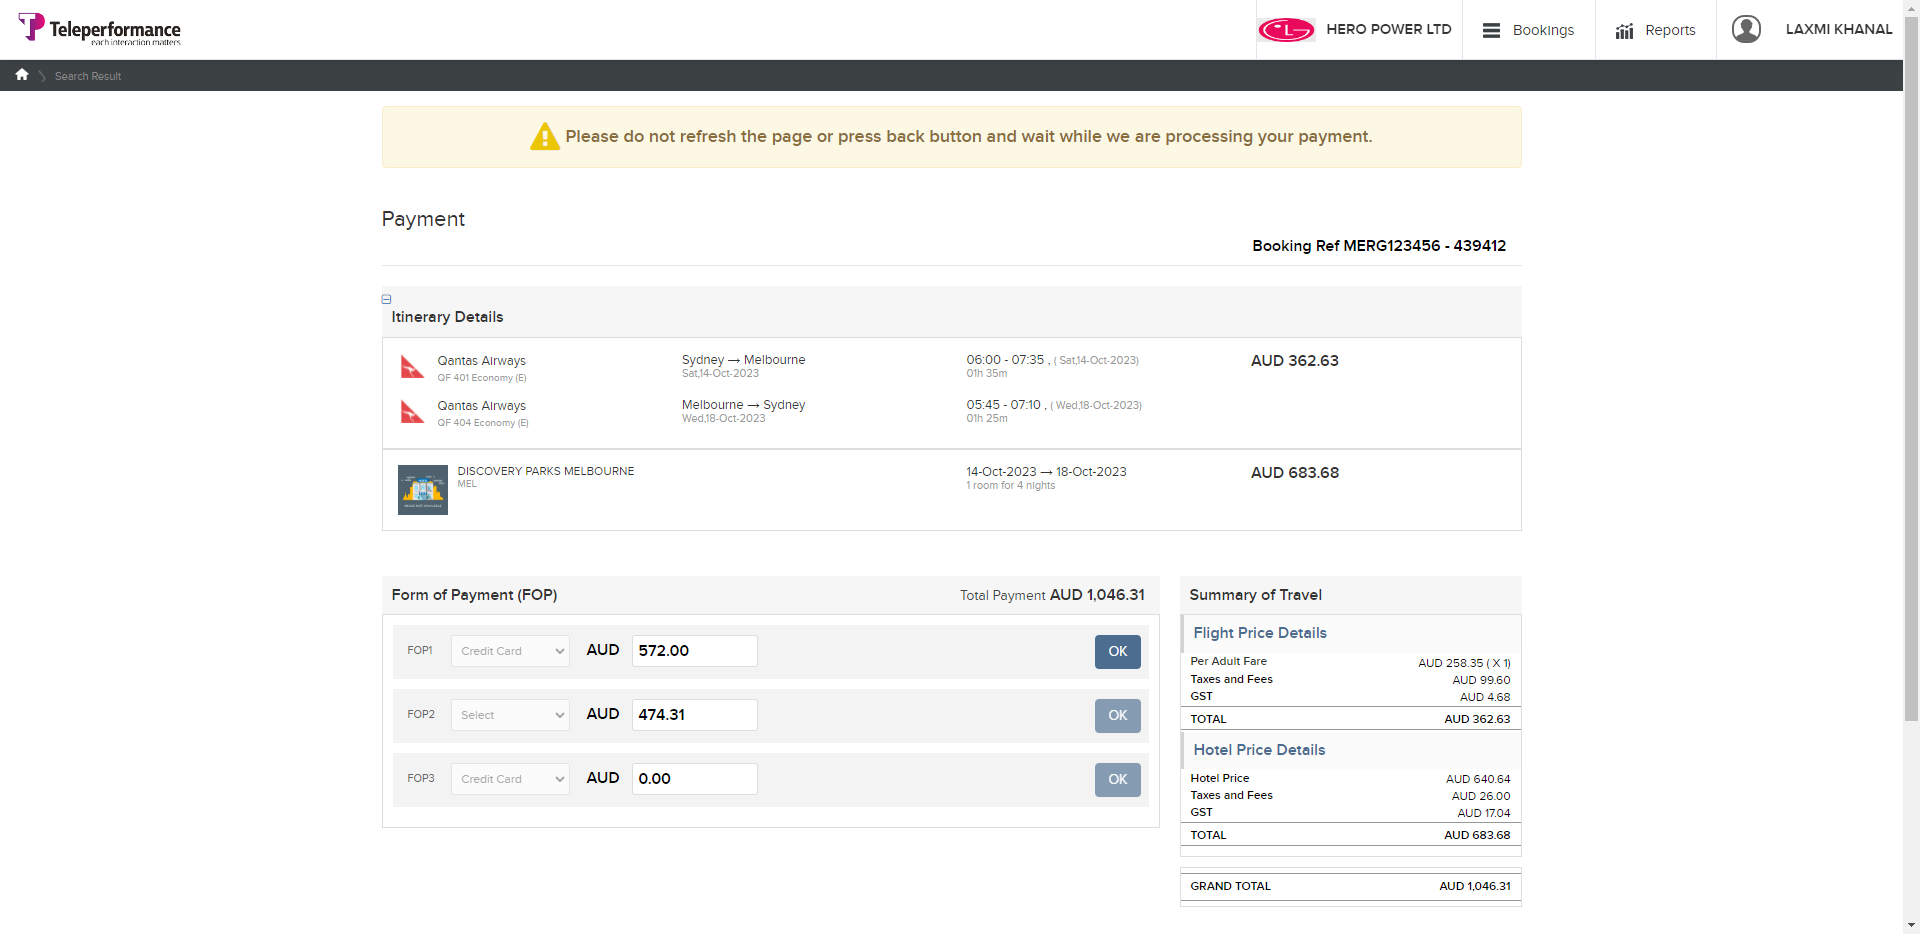 Teleperformance
each interaction matters
LG HERO POWER LTD
Bookings
Reports
LAXMI KHANAL
Search Result
Please do not refresh the page or press back button and wait while we are processing your payment.
Payment
Booking Ref MERG123456 - 439412
Itinerary Details
Qantas Airways Sydney → Melbourne 06:00 - 07:35 , ( Sat,14-Oct-2023) AUD 362.63
QF 401 Economy (E) Sat,14-Oct-2023 01h 35m
Qantas Airways Melbourne → Sydney 05:45 - 07:10 , ( Wed,18-Oct-2023)
QF 404 Economy (E) Wed,18-Oct-2023 01h 25m
DISCOVERY PARKS MELBOURNE 14-Oct-2023 → 18-Oct-2023 AUD 683.68
MEL 1 room for 4 nights
Form of Payment (FOP) Total Payment AUD 1,046.31
FOP1 Credit Card AUD 572.00 OK
FOP2 Select AUD 474.31 OK
FOP3 Credit Card AUD 0.00 OK
Summary of Travel
Flight Price Details
Per Adult Fare AUD 258.35 ( X 1)
Taxes and Fees AUD 99.60
GST AUD 4.68
TOTAL AUD 362.63
Hotel Price Details
Hotel Price AUD 640.64
Taxes and Fees AUD 26.00
GST AUD 17.04
TOTAL AUD 683.68
GRAND TOTAL AUD 1,046.31